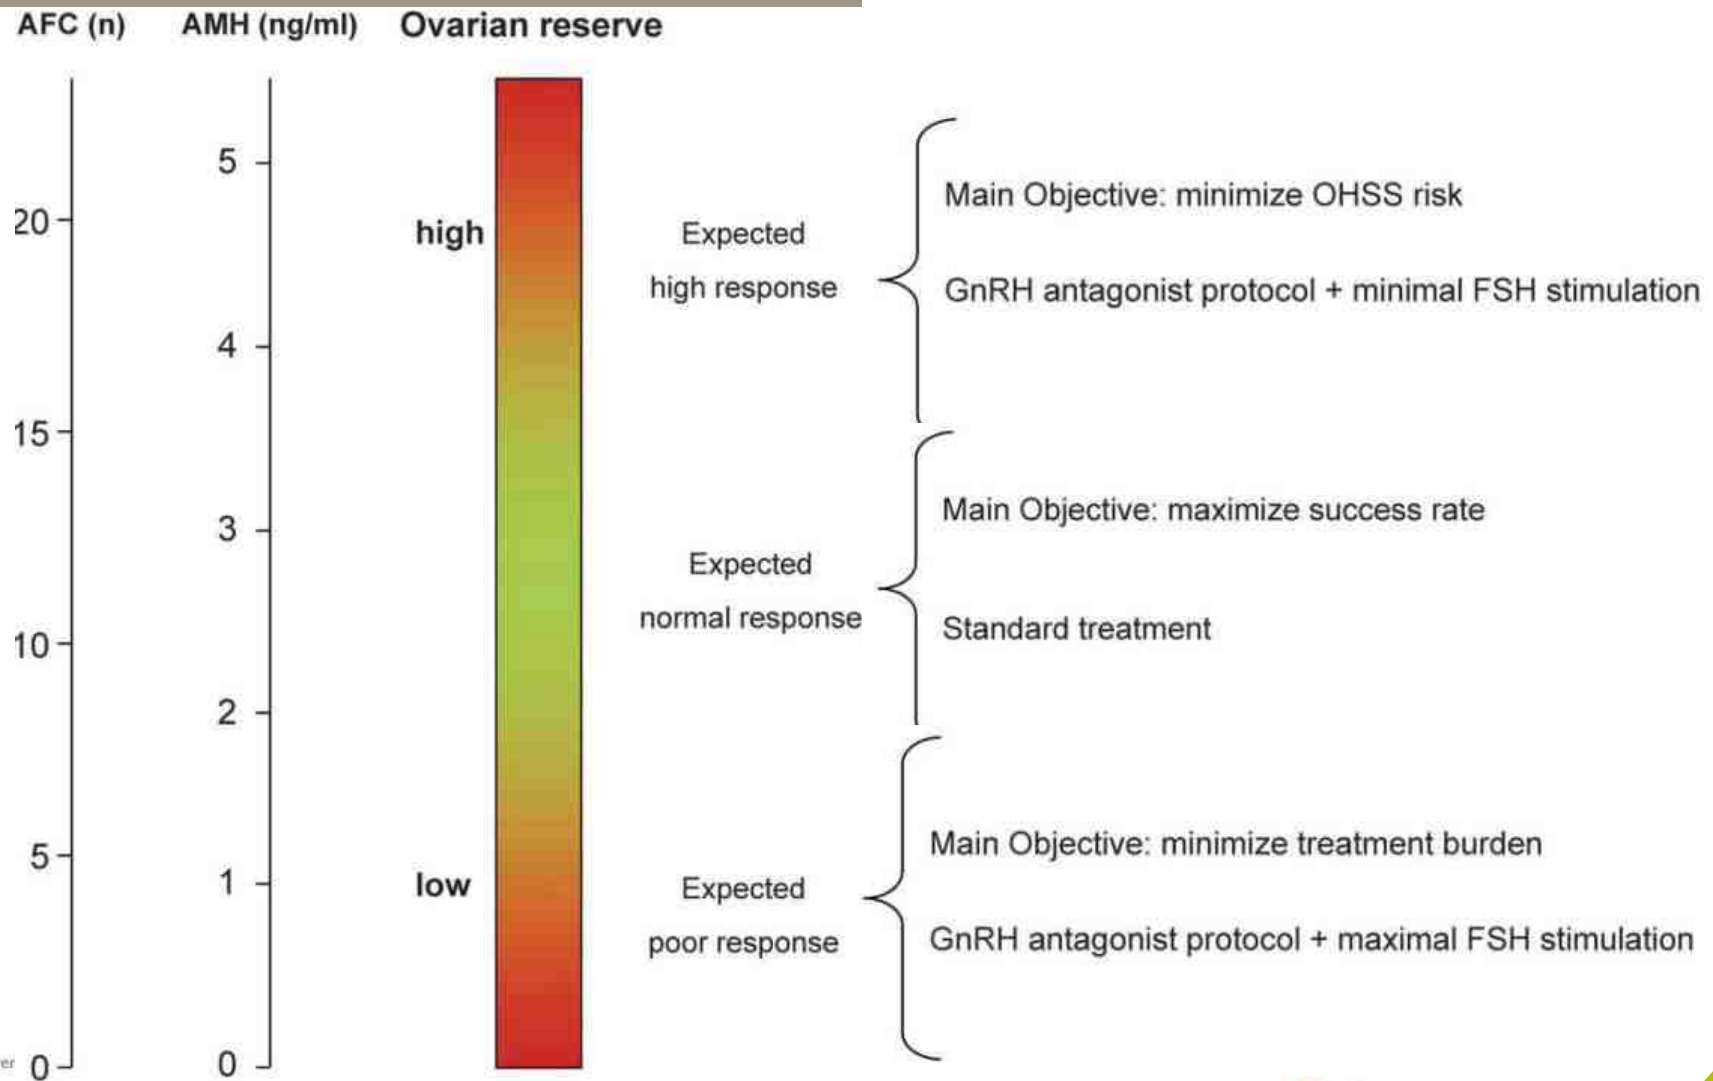 AFC (n) AMH (ng/ml) Ovarian reserve
5
20
high
Expected
high response
Main Objective: minimize OHSS risk
GnRH antagonist protocol + minimal FSH stimulation
4
15
3
Expected
normal response
Main Objective: maximize success rate
Standard treatment
10
2
5
1
low
Expected
poor response
Main Objective: minimize treatment burden
GnRH antagonist protocol + maximal FSH stimulation
0
0